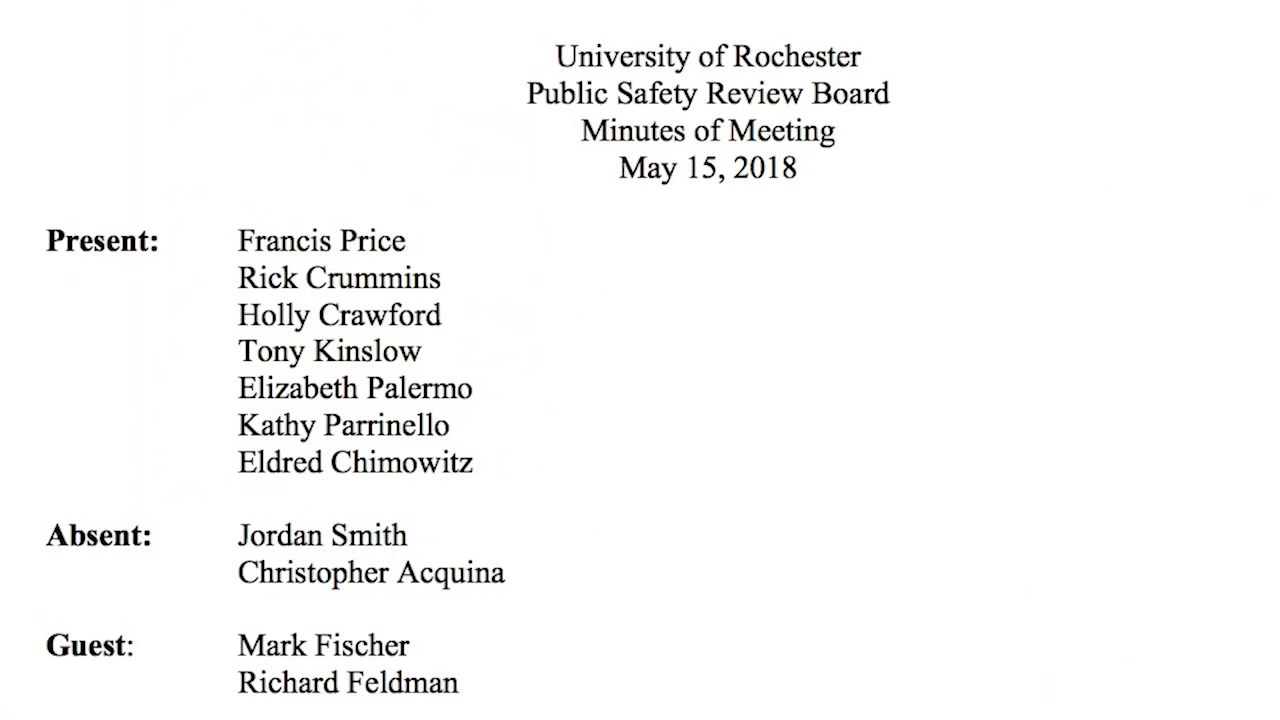 University of Rochester
Public Safety Review Board
Minutes of Meeting
May 15, 2018
Present: Francis Price
Rick Crummins
Holly Crawford
Tony Kinslow
Elizabeth Palermo
Kathy Parrinello
Eldred Chimowitz
Absent: Jordan Smith
Christopher Acquina
Guest: Mark Fischer
Richard Feldman